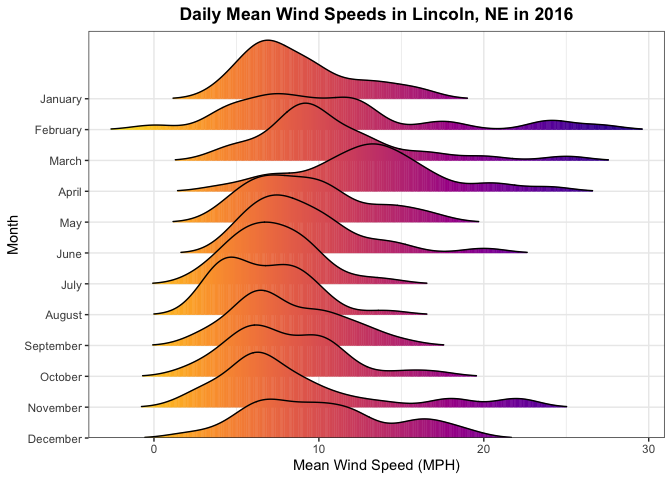 Daily Mean Wind Speeds in Lincoln, NE in 2016
Month
January
February
March
April
May
June
July
August
September
October
November
December
0 10 20 30
Mean Wind Speed (MPH)